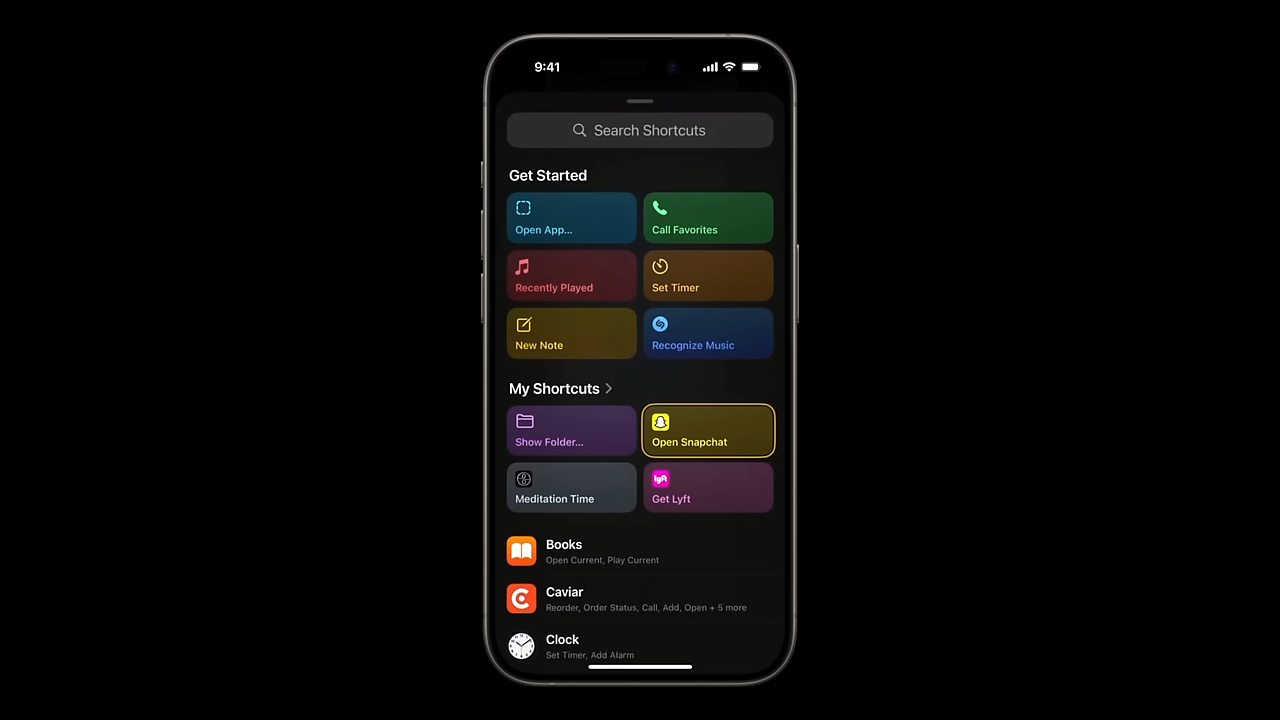 9:41
Search Shortcuts
Get Started
Open App...
Call Favorites
Recently Played
Set Timer
New Note
Recognize Music
My Shortcuts
Show Folder...
Open Snapchat
Meditation Time
lyft
Get Lyft
Books
Open Current, Play Current
Caviar
Reorder, Order Status, Call, Add, Open + 5 more
Clock
Set Timer, Add Alarm